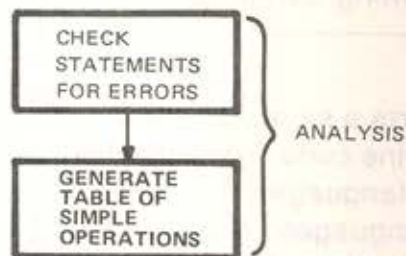 CHECK
STATEMENTS
FOR ERRORS
ANALYSIS
GENERATE
TABLE OF
SIMPLE
OPERATIONS